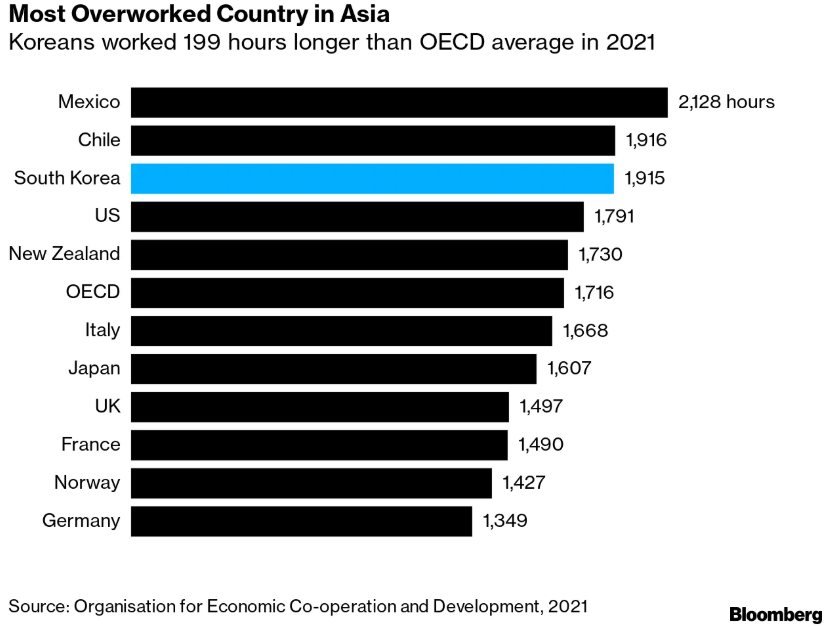 Most Overworked Country in Asia
Koreans worked 199 hours longer than OECD average in 2021
Mexico 2,128 hours
Chile 1,916
South Korea 1,915
US 1,791
New Zealand 1,730
OECD 1,716
Italy 1,668
Japan 1,607
UK 1,497
France 1,490
Norway 1,427
Germany 1,349
Source: Organisation for Economic Co-operation and Development, 2021
Bloomberg